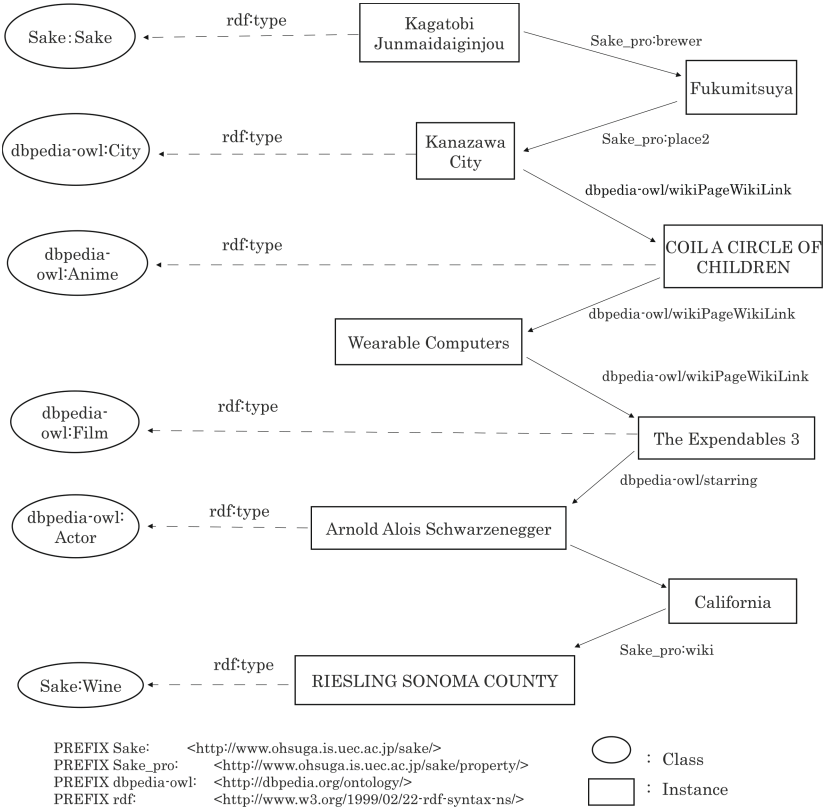 Sake:Sake
rdf:type
Kagatobi
Junmaidaiginjou
Sake_pro:brewer
Fukumitsuya
Sake_pro:place2
dbpedia-owl:City
rdf:type
Kanazawa
City
dbpedia-owl/wikiPageWikiLink
COIL A CIRCLE OF
CHILDREN
dbpedia-
owl:Anime
rdf:type
dbpedia-owl/wikiPageWikiLink
Wearable Computers
dbpedia-owl/wikiPageWikiLink
dbpedia-
owl:Film
rdf:type
The Expendables 3
dbpedia-owl/starring
dbpedia-owl:
Actor
rdf:type
Arnold Alois Schwarzenegger
California
Sake_pro:wiki
Sake:Wine
rdf:type
RIESLING SONOMA COUNTY
PREFIX Sake: <http://www.ohsuga.is.uec.ac.jp/sake/>
PREFIX Sake_pro: <http://www.ohsuga.is.uec.ac.jp/sake/property/>
PREFIX dbpedia-owl: <http://dbpedia.org/ontology/>
PREFIX rdf: <http://www.w3.org/1999/02/22-rdf-syntax-ns/>
: Class
: Instance